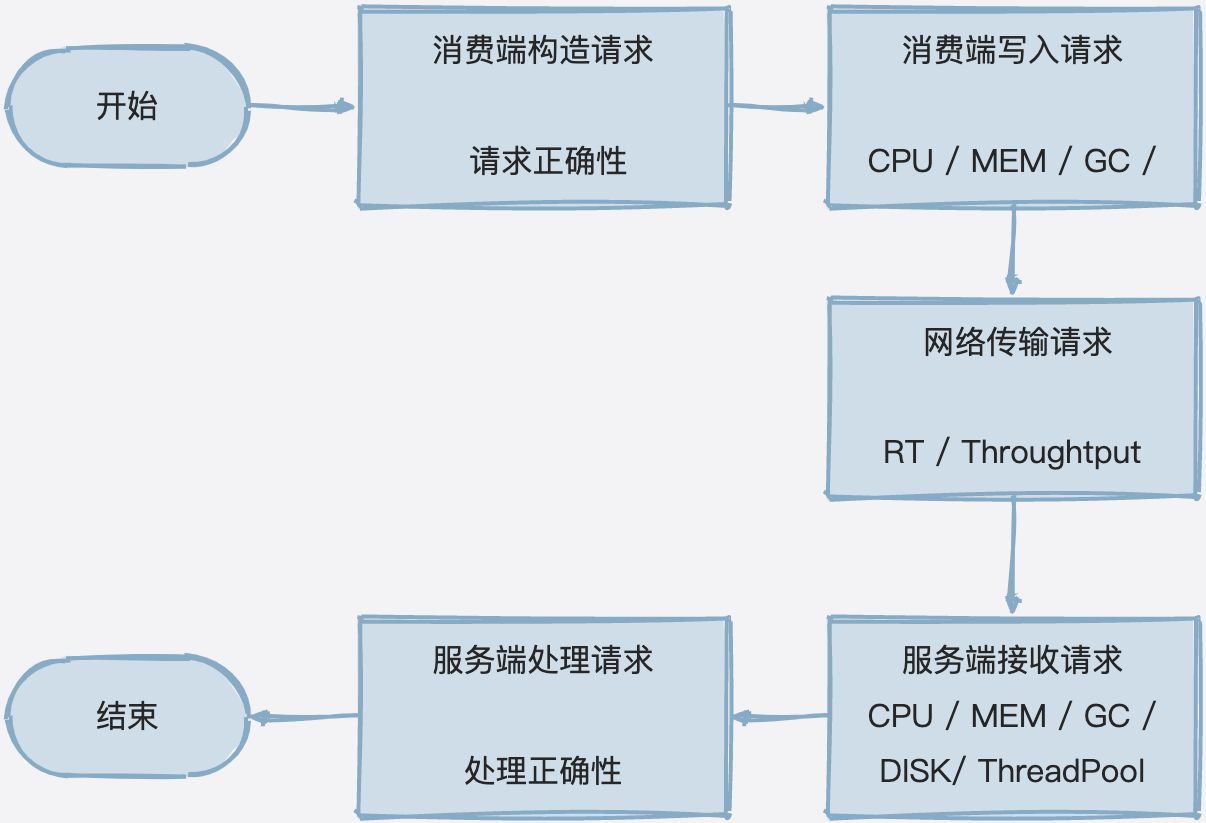 开始
消费端构造请求
请求正确性
消费端写入请求
CPU / MEM / GC /
网络传输请求
RT / Throughtput
服务端接收请求
CPU / MEM / GC /
DISK/ ThreadPool
服务端处理请求
处理正确性
结束